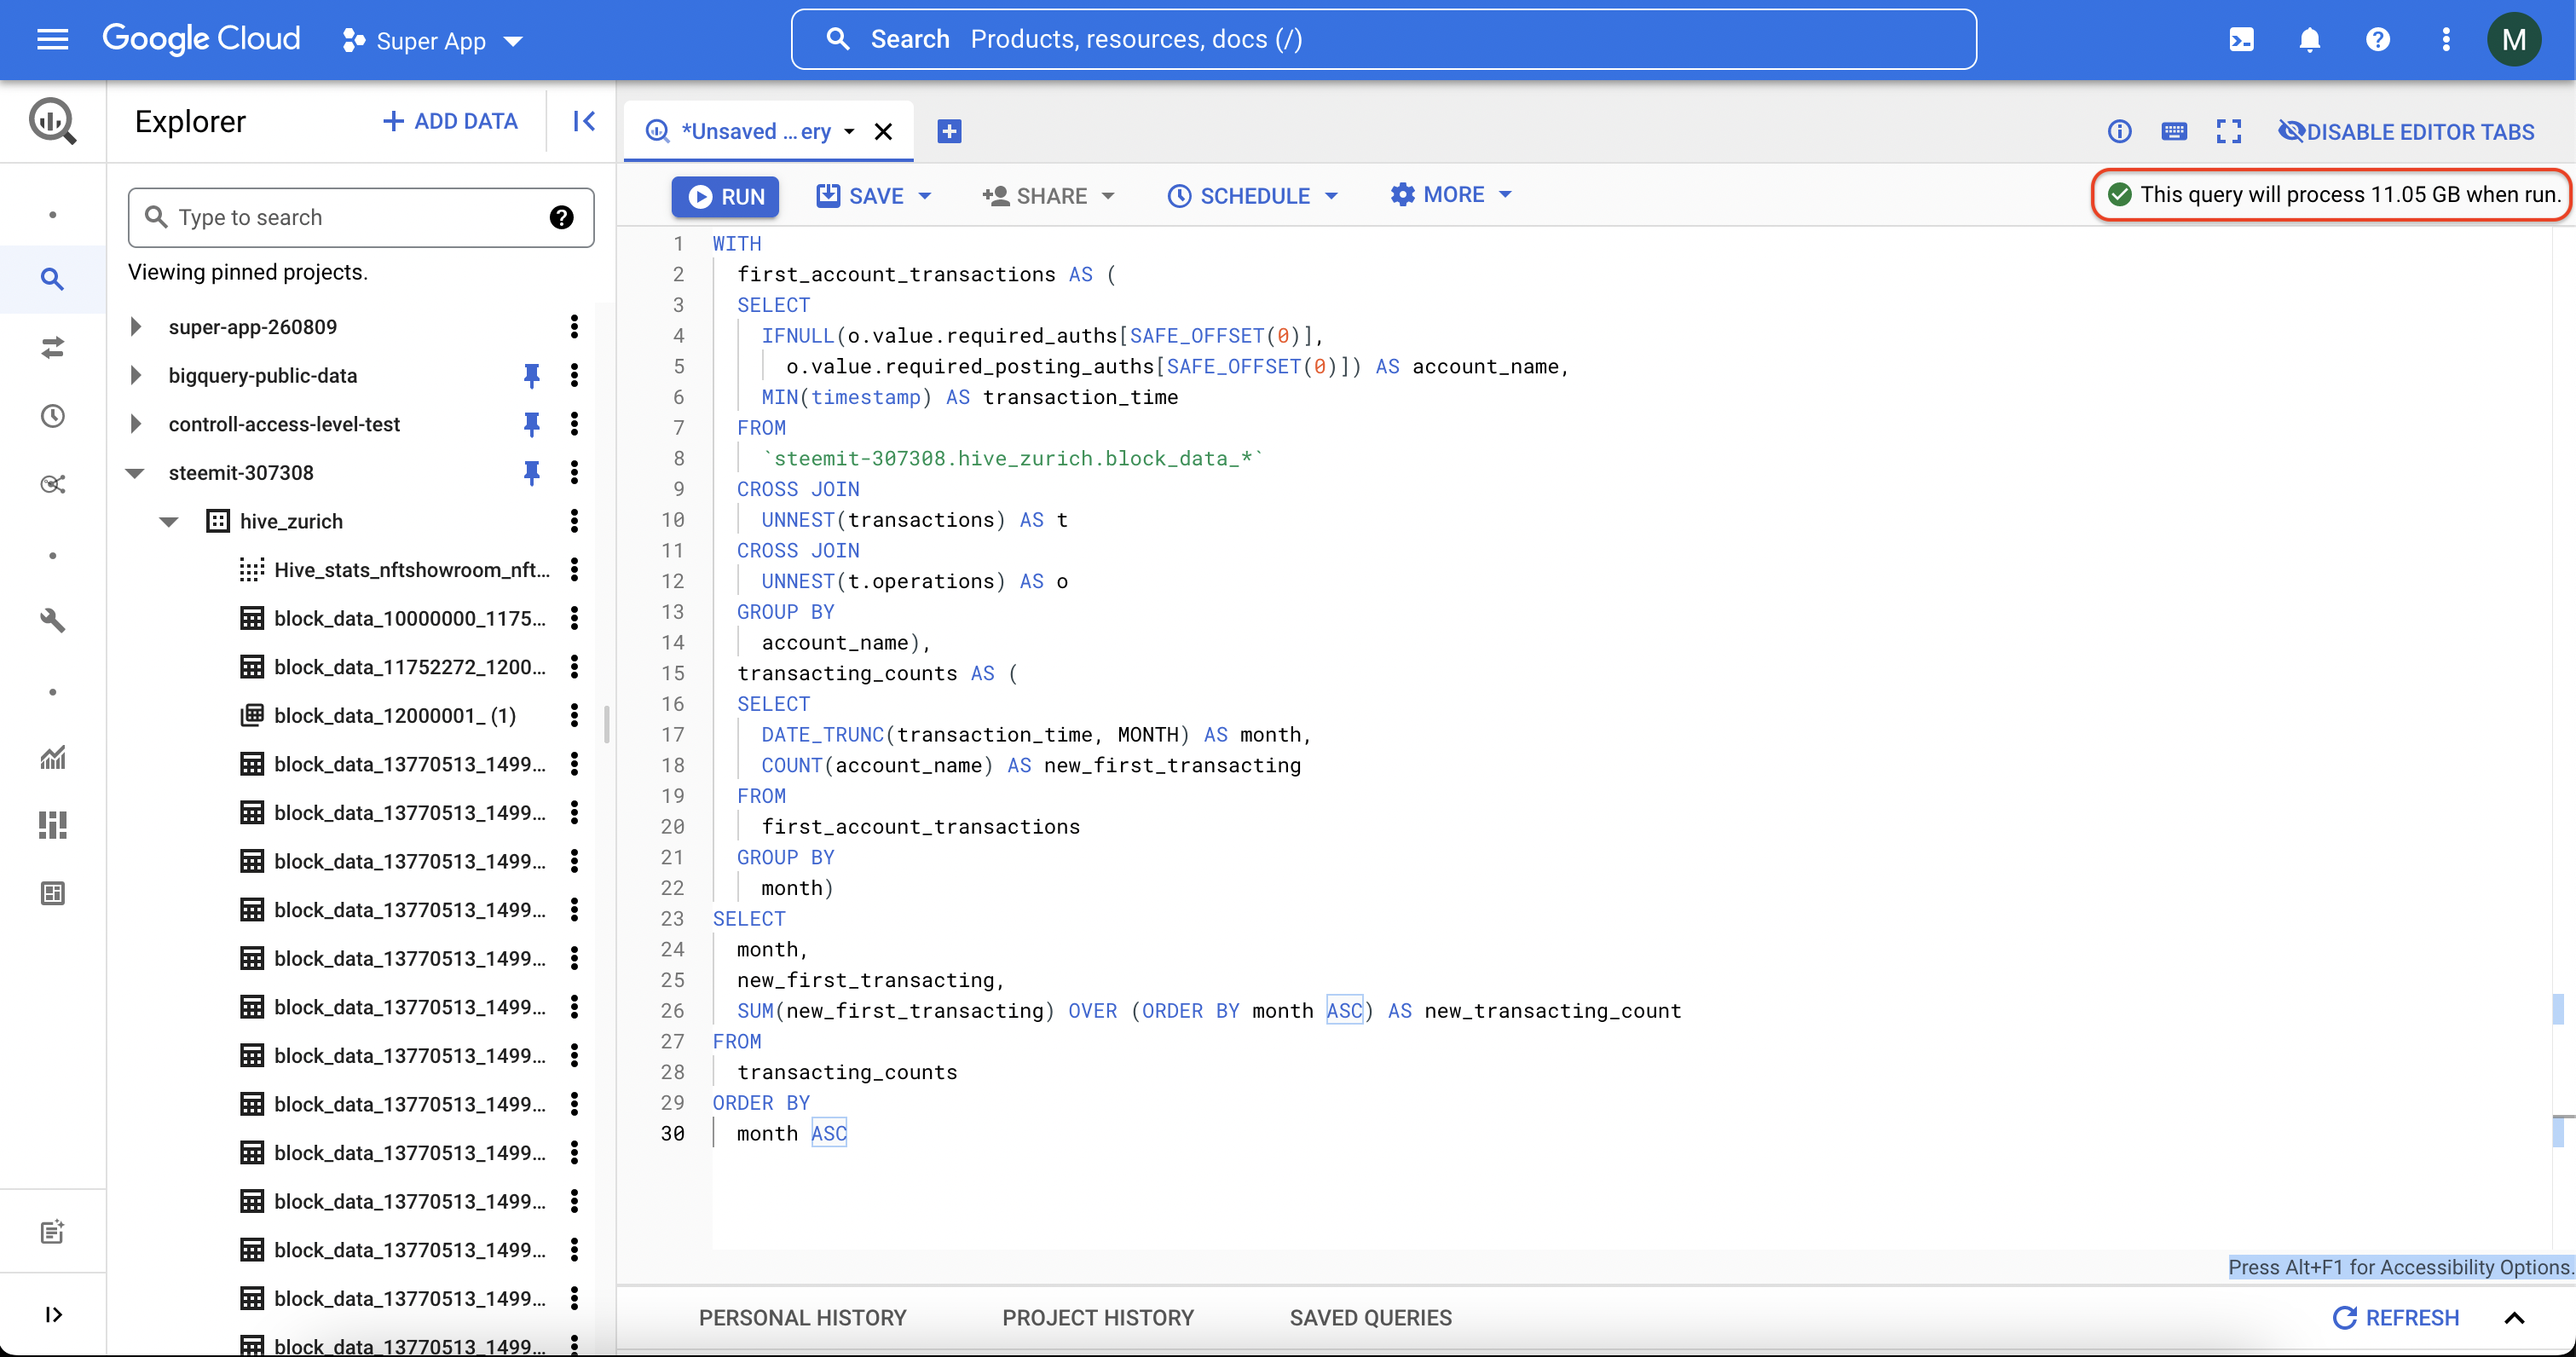 Google Cloud
Super App
Search Products, resources, docs (/)
M
Explorer
+ ADD DATA
*Unsaved ... ery
DISABLE EDITOR TABS
RUN
SAVE
SHARE
SCHEDULE
MORE
This query will process 11.05 GB when run.
Type to search
Viewing pinned projects.
super-app-260809
bigquery-public-data
controll-access-level-test
steemit-307308
hive_zurich
Hive_stats_nftshowroom_nft...
block_data_10000000_1175...
block_data_11752272_1200...
block_data_12000001_ (1)
block_data_13770513_1499...
block_data_13770513_1499...
block_data_13770513_1499...
block_data_13770513_1499...
block_data_13770513_1499...
block_data_13770513_1499...
block_data_13770513_1499...
block_data_13770513_1499...
block_data_13770513_1499...
block_data_13770513_1499...
block_data_13770513_1499...
block_data_13770513_1499...
block_data_13770513_1499...
1 WITH
2 first_account_transactions AS (
3 SELECT
4 IFNULL(o.value.required_auths[SAFE_OFFSET(0)],
5 o.value.required_posting_auths[SAFE_OFFSET(0)]) AS account_name,
6 MIN(timestamp) AS transaction_time
7 FROM
8 `steemit-307308.hive_zurich.block_data_*`
9 CROSS JOIN
10 UNNEST(transactions) AS t
11 CROSS JOIN
12 UNNEST(t.operations) AS o
13 GROUP BY
14 account_name),
15 transacting_counts AS (
16 SELECT
17 DATE_TRUNC(transaction_time, MONTH) AS month,
18 COUNT(account_name) AS new_first_transacting
19 FROM
20 first_account_transactions
21 GROUP BY
22 month)
23 SELECT
24 month,
25 new_first_transacting,
26 SUM(new_first_transacting) OVER (ORDER BY month ASC) AS new_transacting_count
27 FROM
28 transacting_counts
29 ORDER BY
30 month ASC
Press Alt+F1 for Accessibility Options.
PERSONAL HISTORY
PROJECT HISTORY
SAVED QUERIES
REFRESH